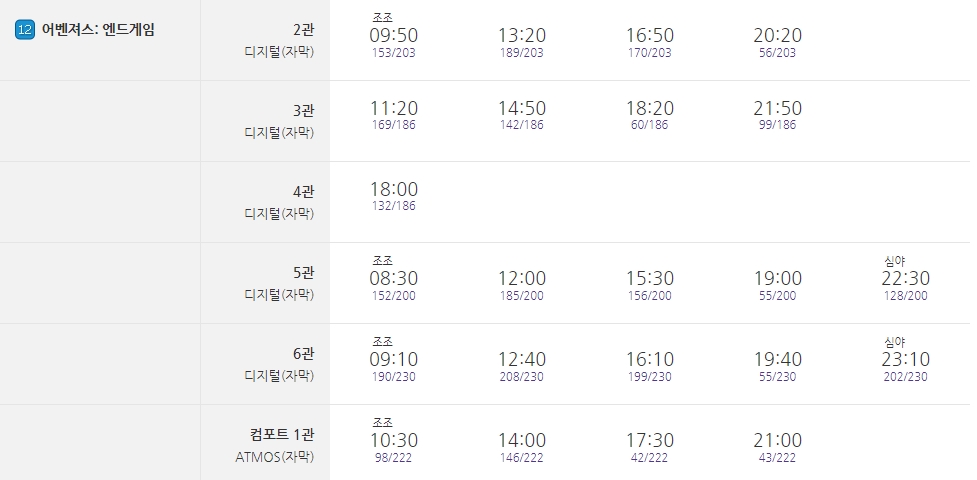 12 어벤져스: 엔드게임
2관
디지털(자막)
조조
09:50 13:20 16:50 20:20
153/203 189/203 170/203 56/203
3관
디지털(자막)
11:20 14:50 18:20 21:50
169/186 142/186 60/186 99/186
4관
디지털(자막)
18:00
132/186
5관
디지털(자막)
조조 심야
08:30 12:00 15:30 19:00 22:30
152/200 185/200 156/200 55/200 128/200
6관
디지털(자막)
조조 심야
09:10 12:40 16:10 19:40 23:10
190/230 208/230 199/230 55/230 202/230
컴포트 1관
ATMOS(자막)
조조
10:30 14:00 17:30 21:00
98/222 146/222 42/222 43/222